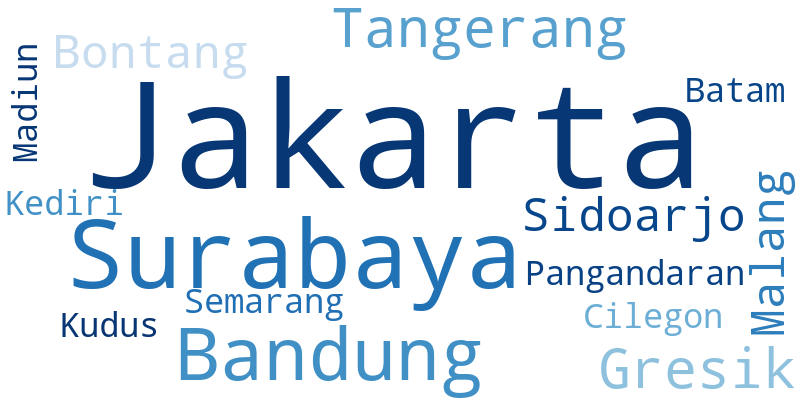 Tangerang
Bontang
Madiun
Jakarta
Batam
Kediri
Sidoarjo
Surabaya
Malang
Pangandaran
Semarang
Cilegon
Kudus
Bandung
Gresik